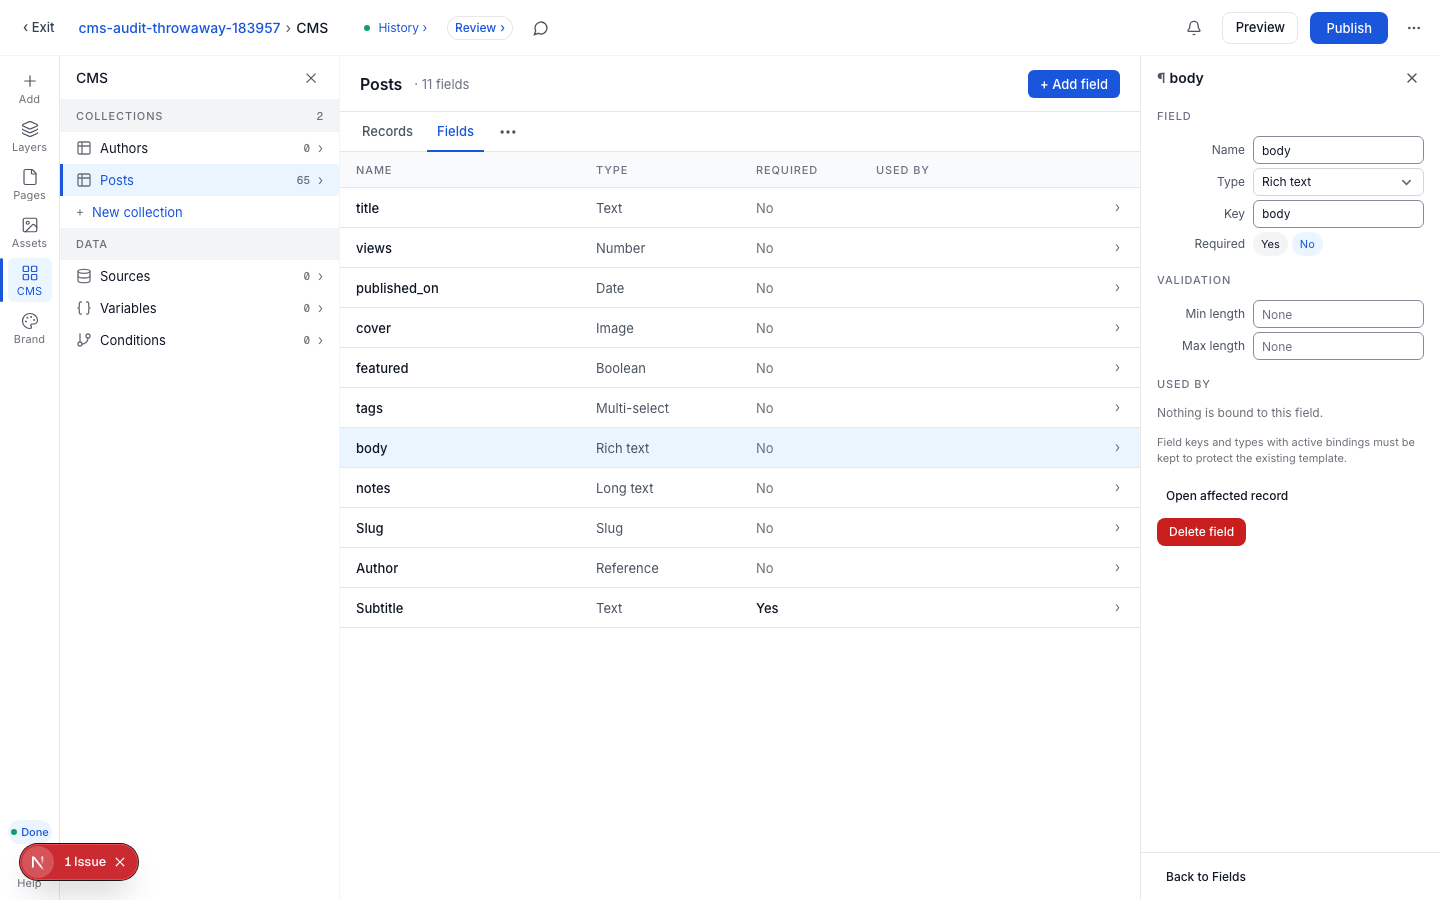 ‹ Exit
cms-audit-throwaway-183957 › CMS
History ›
Review ›
Preview
Publish
Add
Layers
Pages
Assets
CMS
Brand
Done
1 Issue
Help
CMS
COLLECTIONS 2
Authors 0 ›
Posts 65 ›
+ New collection
DATA
Sources 0 ›
Variables 0 ›
Conditions 0 ›
Posts · 11 fields
+ Add field
Records Fields •••
NAME TYPE REQUIRED USED BY
title Text No ›
views Number No ›
published_on Date No ›
cover Image No ›
featured Boolean No ›
tags Multi-select No ›
body Rich text No ›
notes Long text No ›
Slug Slug No ›
Author Reference No ›
Subtitle Text Yes ›
¶ body
FIELD
Name body
Type Rich text
Key body
Required Yes No
VALIDATION
Min length None
Max length None
USED BY
Nothing is bound to this field.
Field keys and types with active bindings must be
kept to protect the existing template.
Open affected record
Delete field
Back to Fields